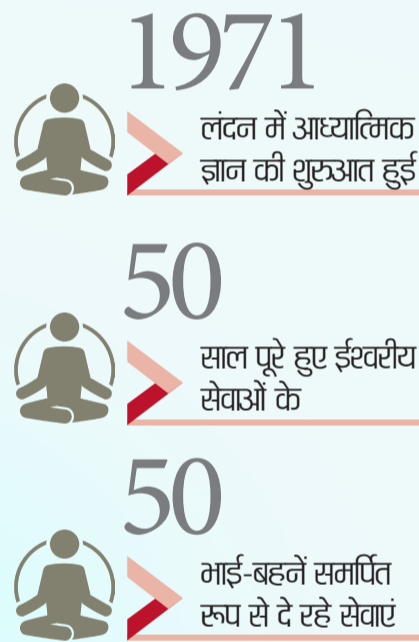 1971
लंदन में आध्यात्मिक
ज्ञान की शुरुआत हुई
50
साल पूरे हुए ईश्वरीय
सेवाओं के
50
भाई-बहनें समर्पित
रूप से दे रहे सेवाएं